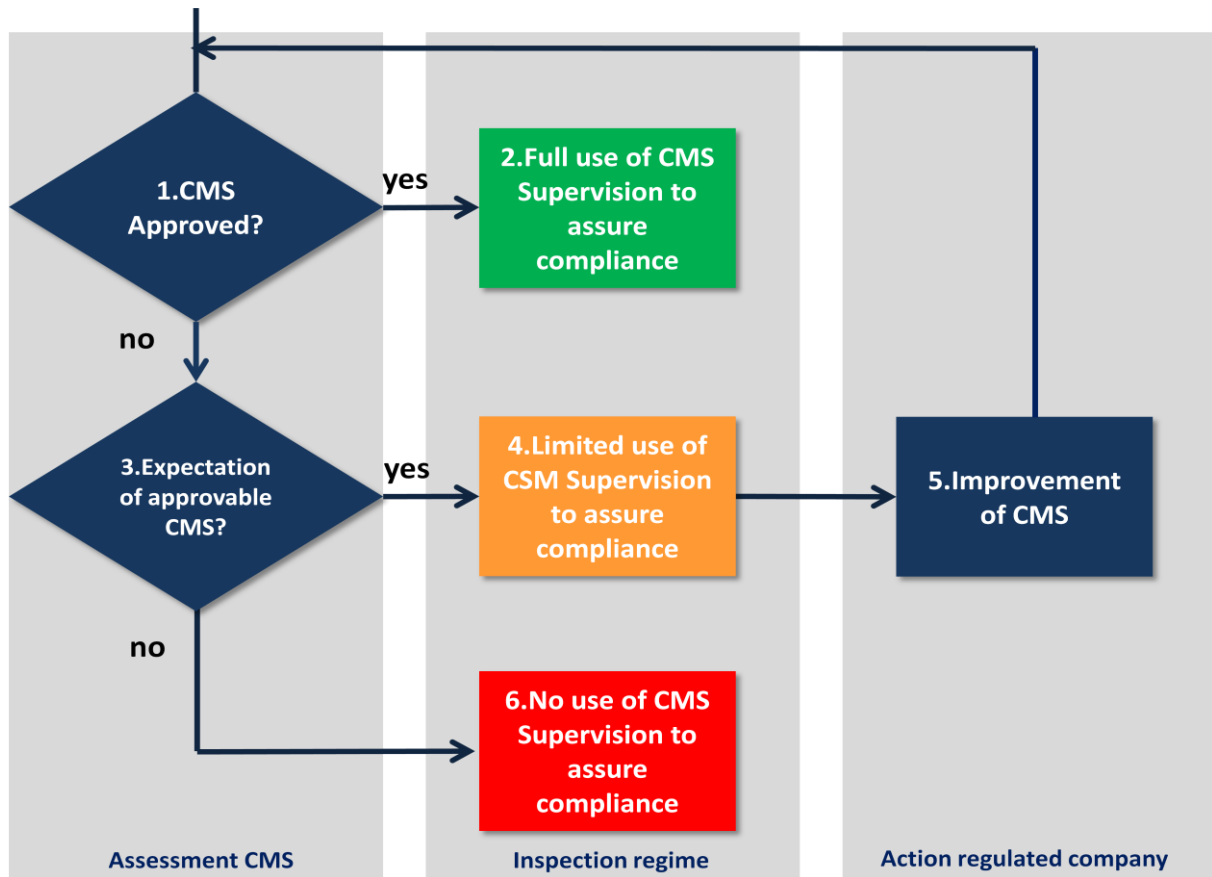 1.CMS
Approved?
yes
2.Full use of CMS
Supervision to
assure
compliance
no
3.Expectation
of approvable
CMS?
yes
4.Limited use of
CSM Supervision
to assure
compliance
5.Improvement
of CMS
no
6.No use of CMS
Supervision to
assure
compliance
Assessment CMS
Inspection regime
Action regulated company